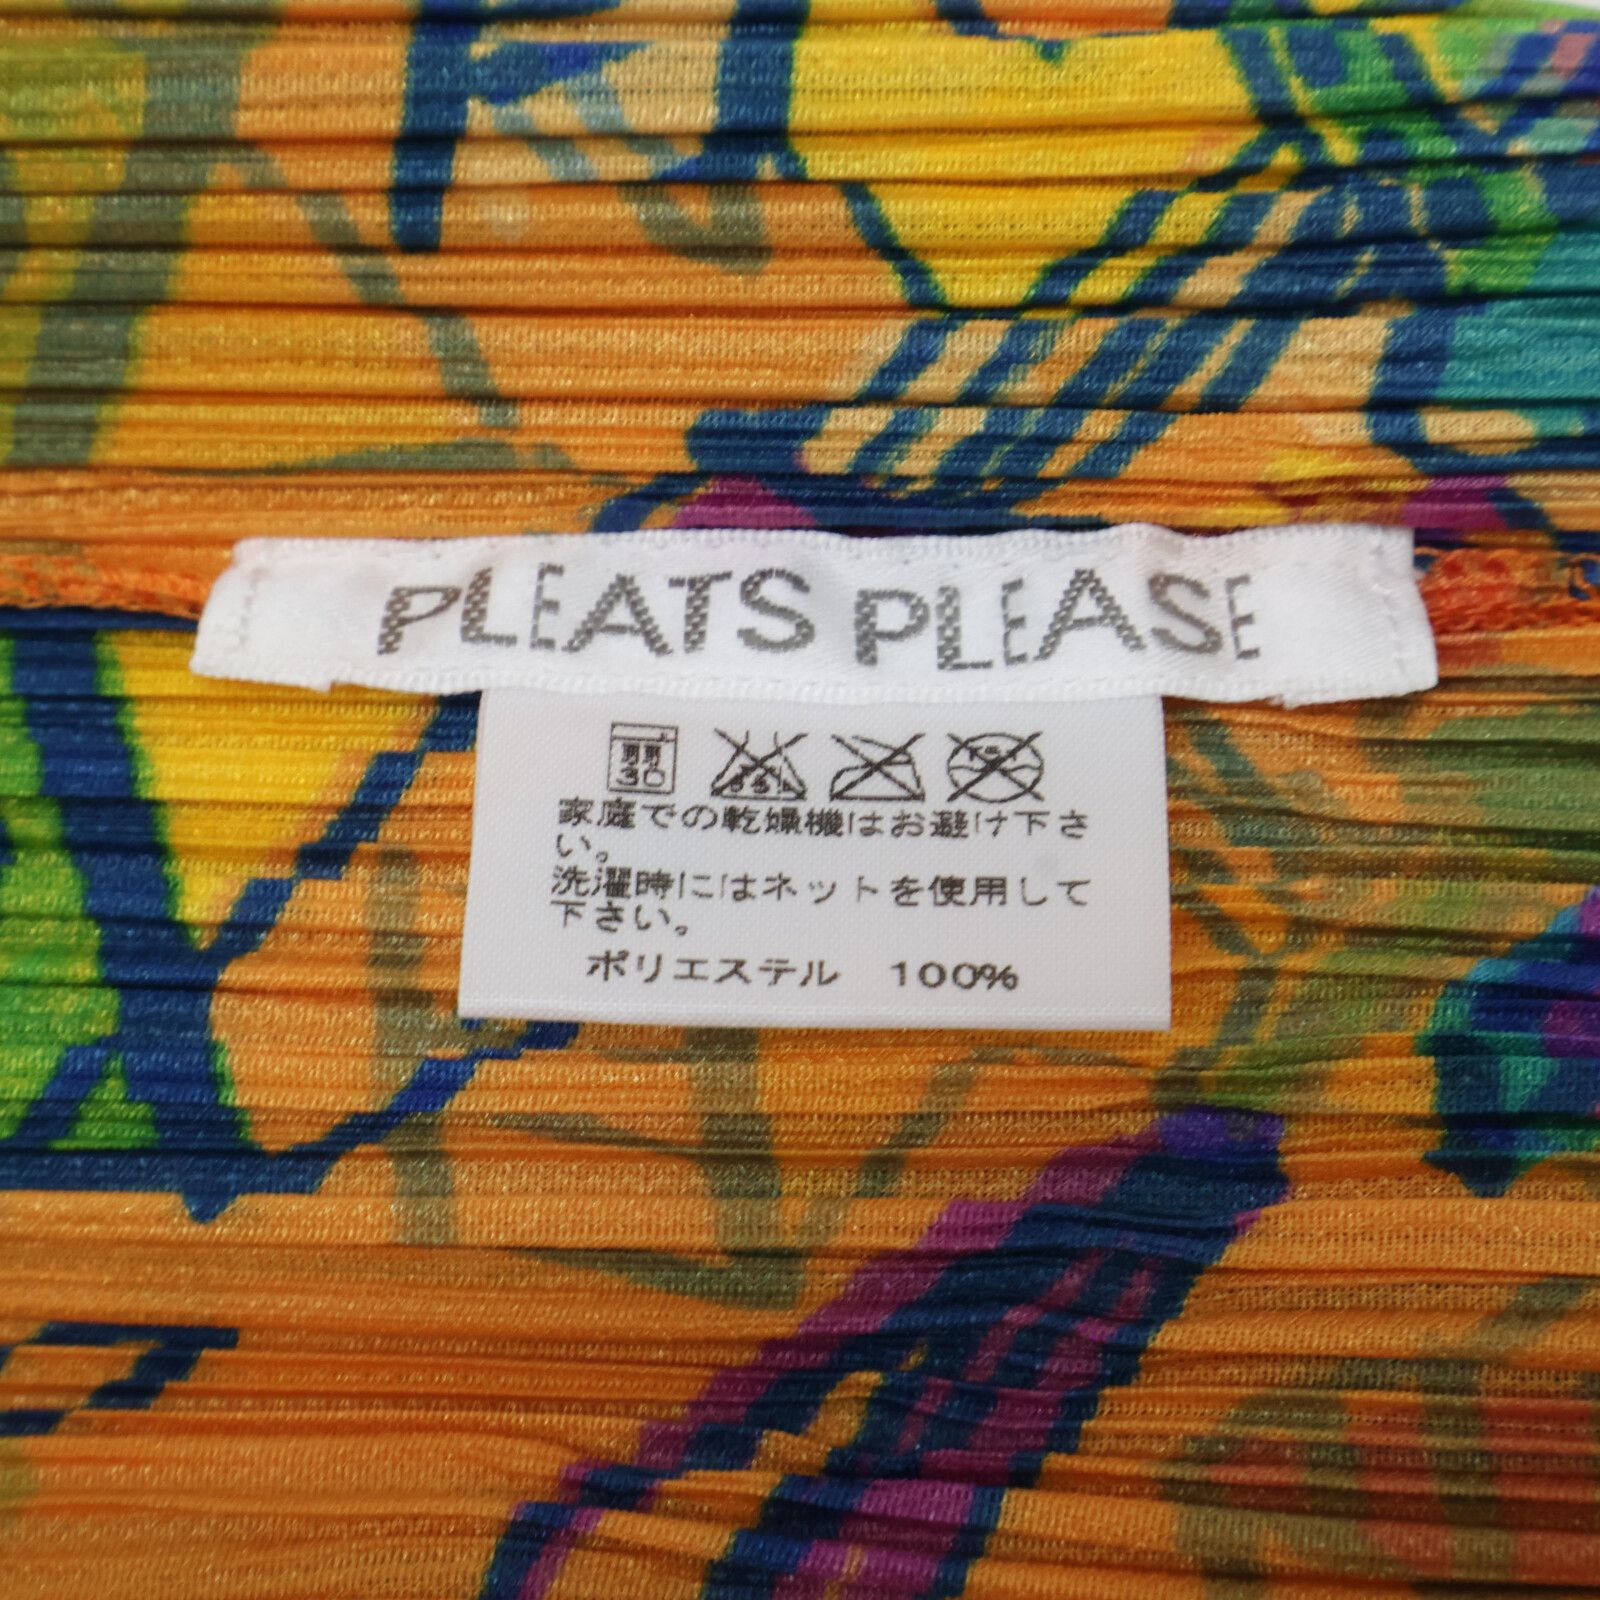 PLEATS PLEASE
家庭での乾燥機はお避け下さ
い。
洗濯時にはネットを使用して
下さい。
ポリエステル 100%